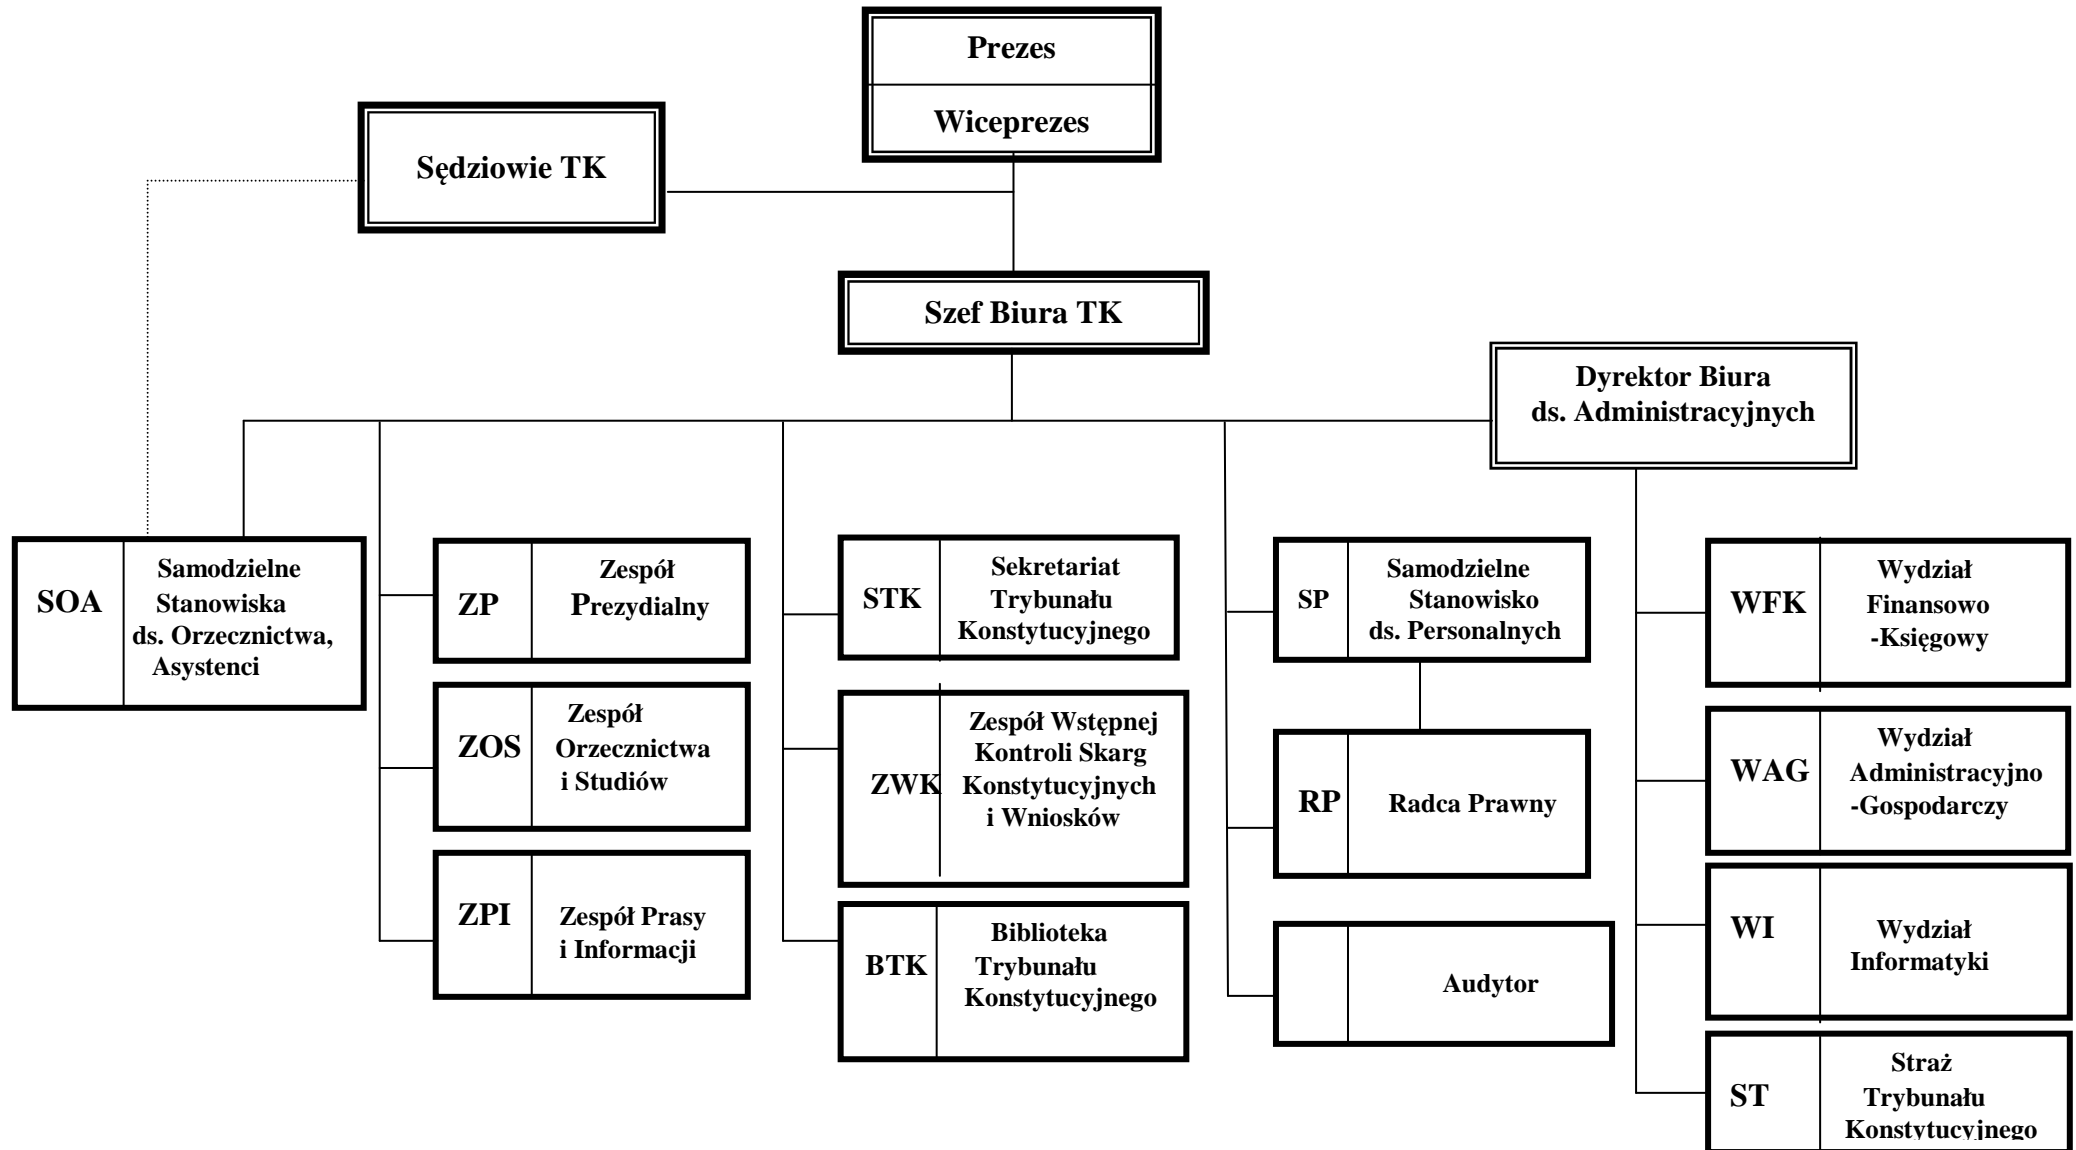 Prezes
Wiceprezes
Sędziowie TK
Szef Biura TK
Dyrektor Biura
ds. Administracyjnych
SOA
Samodzielne
Stanowiska
ds. Orzecznictwa,
Asystenci
ZP
Zespół
Prezydialny
ZOS
Zespół
Orzecznictwa
i Studiów
ZPI
Zespół Prasy
i Informacji
STK
Sekretariat
Trybunału
Konstytucyjnego
ZWK
Zespół Wstępnej
Kontroli Skarg
Konstytucyjnych
i Wniosków
BTK
Biblioteka
Trybunału
Konstytucyjnego
SP
Samodzielne
Stanowisko
ds. Personalnych
RP
Radca Prawny
Audytor
WFK
Wydział
Finansowo
-Księgowy
WAG
Wydział
Administracyjno
-Gospodarczy
WI
Wydział
Informatyki
ST
Straż
Trybunału
Konstytucyjnego